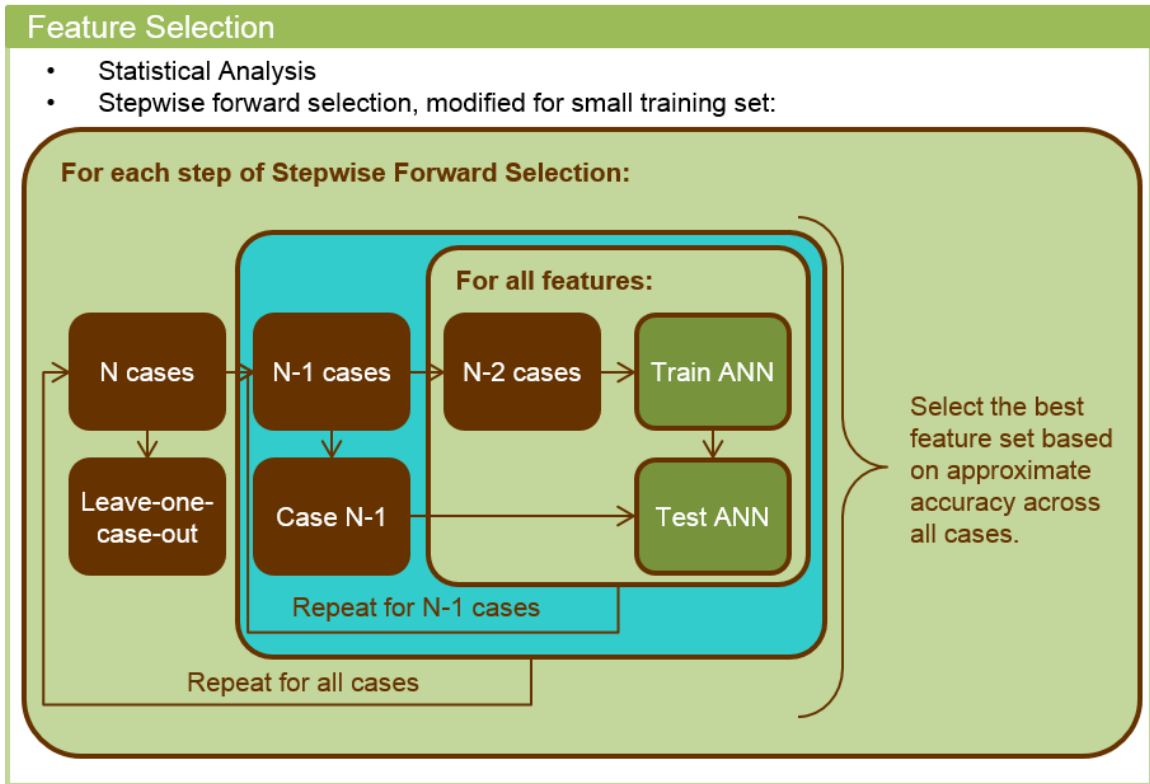 Feature Selection
• Statistical Analysis
• Stepwise forward selection, modified for small training set:
For each step of Stepwise Forward Selection:
For all features:
N cases
N-1 cases
N-2 cases
Train ANN
Leave-one-
case-out
Case N-1
Test ANN
Repeat for N-1 cases
Repeat for all cases
Select the best
feature set based
on approximate
accuracy across
all cases.